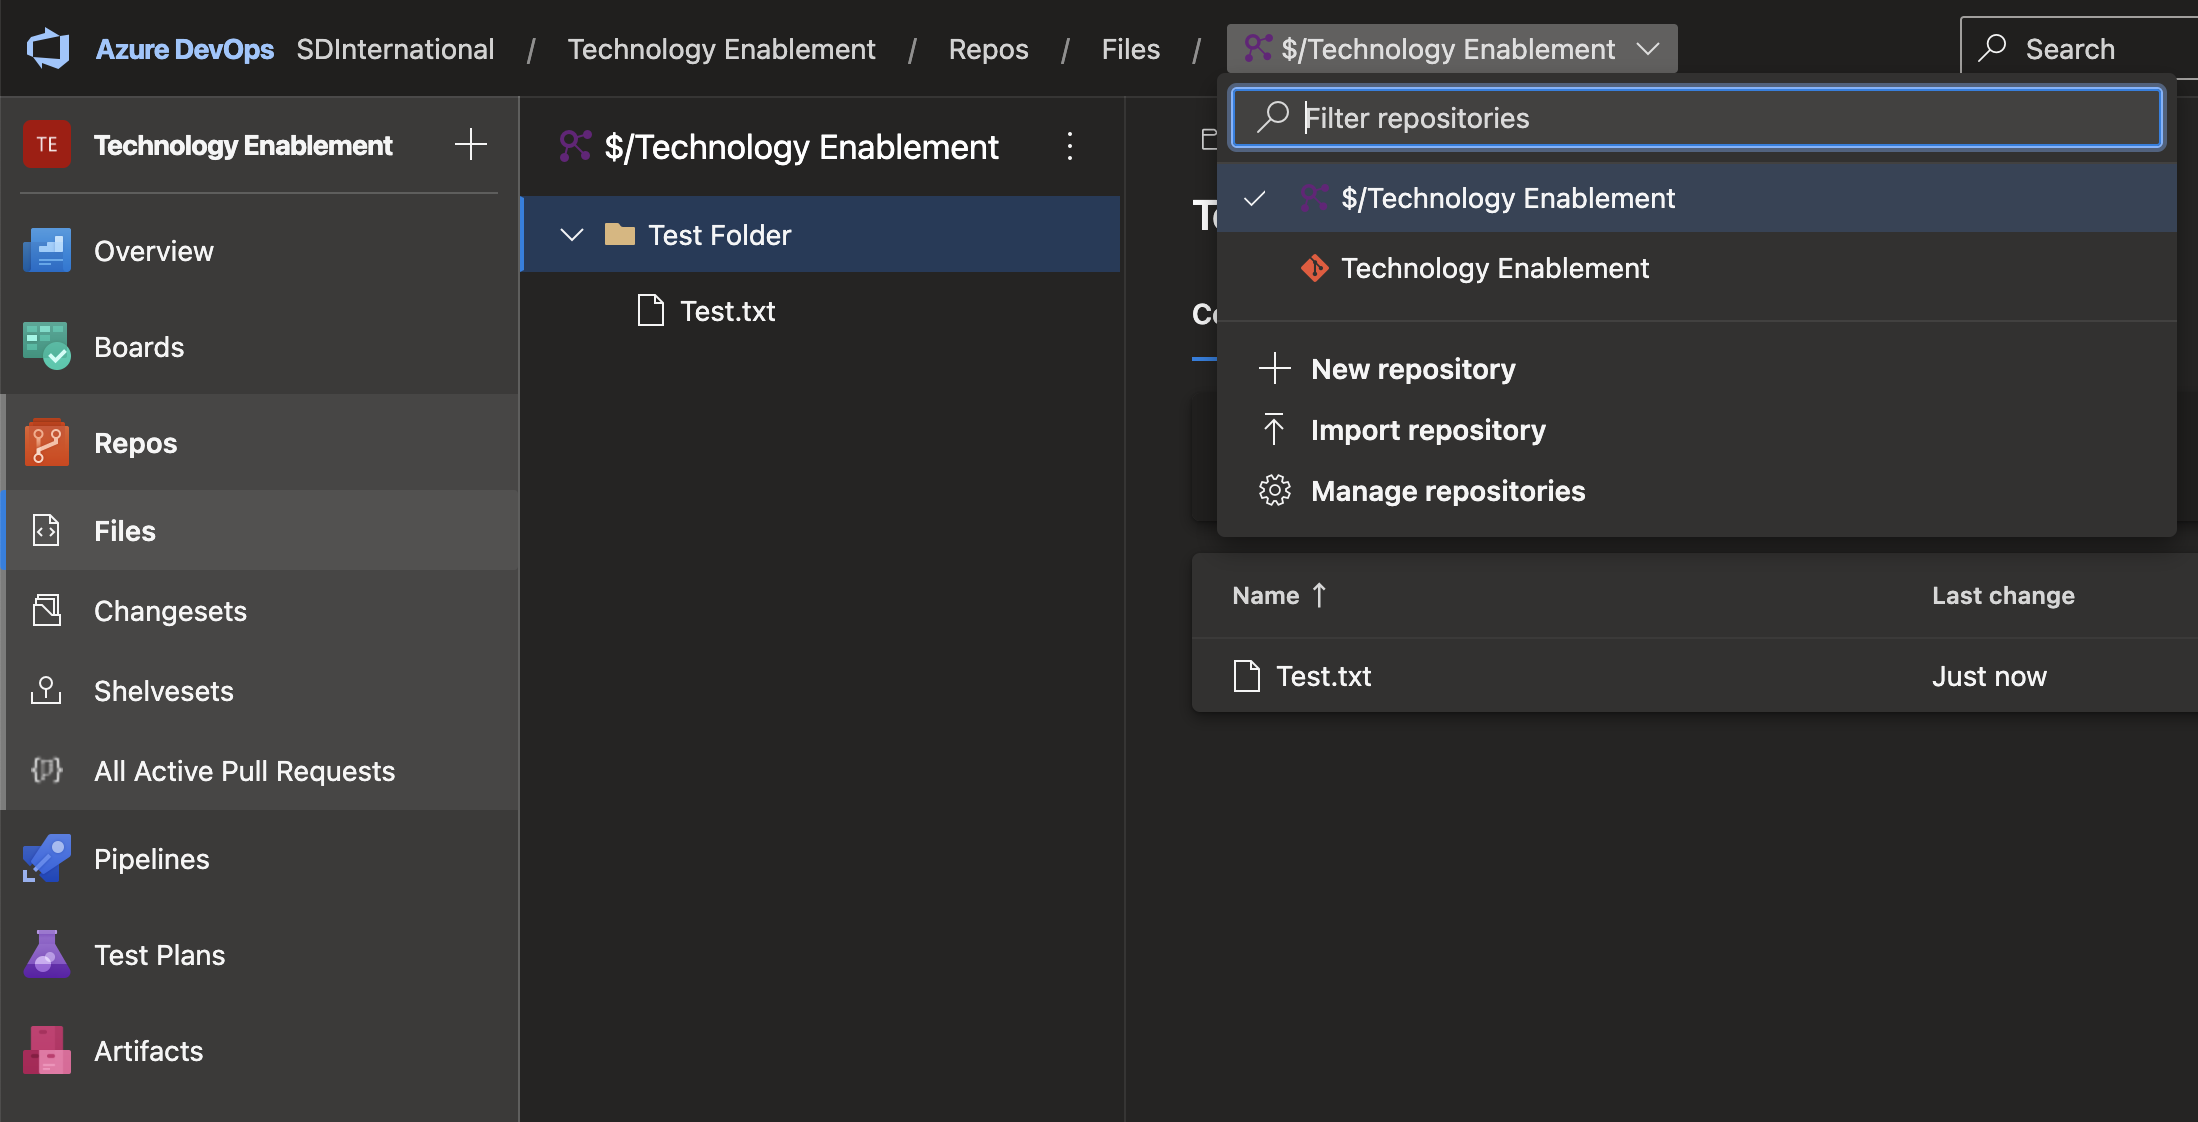 Azure DevOps SDInternational / Technology Enablement / Repos / Files / $/Technology Enablement
Search
TE Technology Enablement
Overview
Boards
Repos
Files
Changesets
Shelvesets
All Active Pull Requests
Pipelines
Test Plans
Artifacts
$/Technology Enablement
Test Folder
Test.txt
Filter repositories
$/Technology Enablement
Technology Enablement
New repository
Import repository
Manage repositories
Name Last change
Test.txt Just now